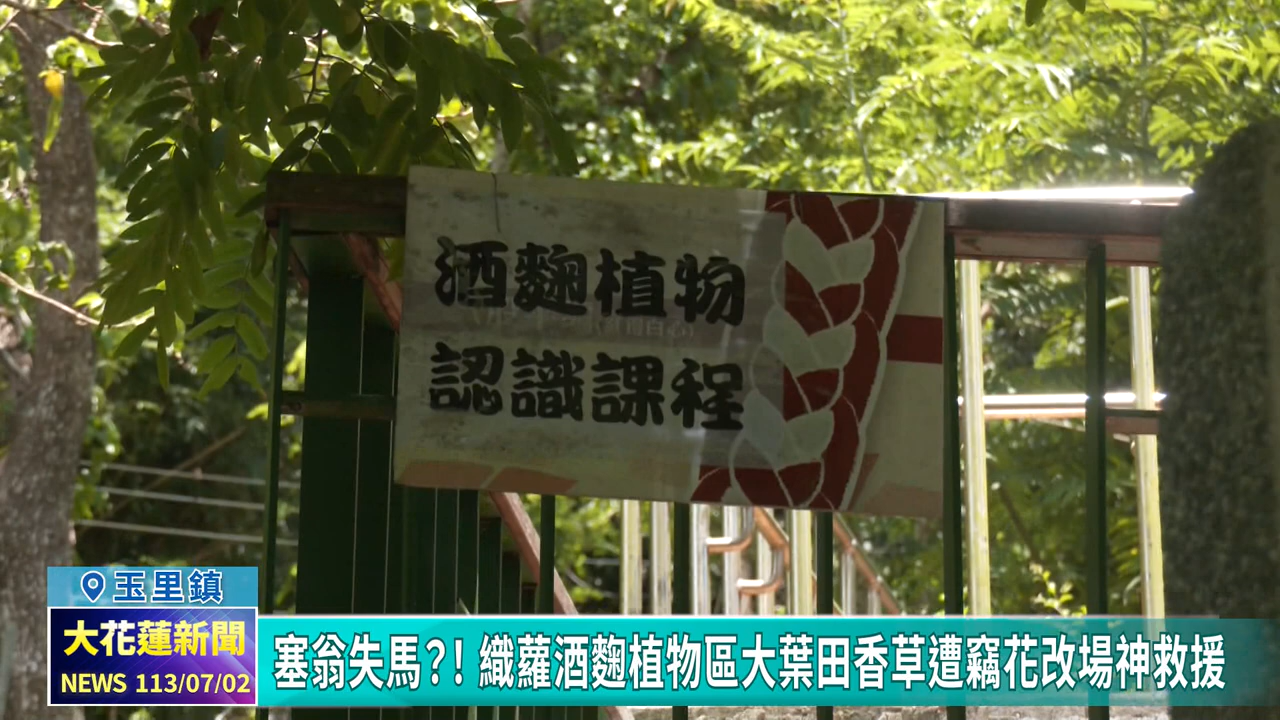 酒麴植物
認識課程
玉里鎮
大花蓮新聞
NEWS 113/07/02
塞翁失馬?! 織蘿酒麴植物區大葉田香草遭竊花改場神救援